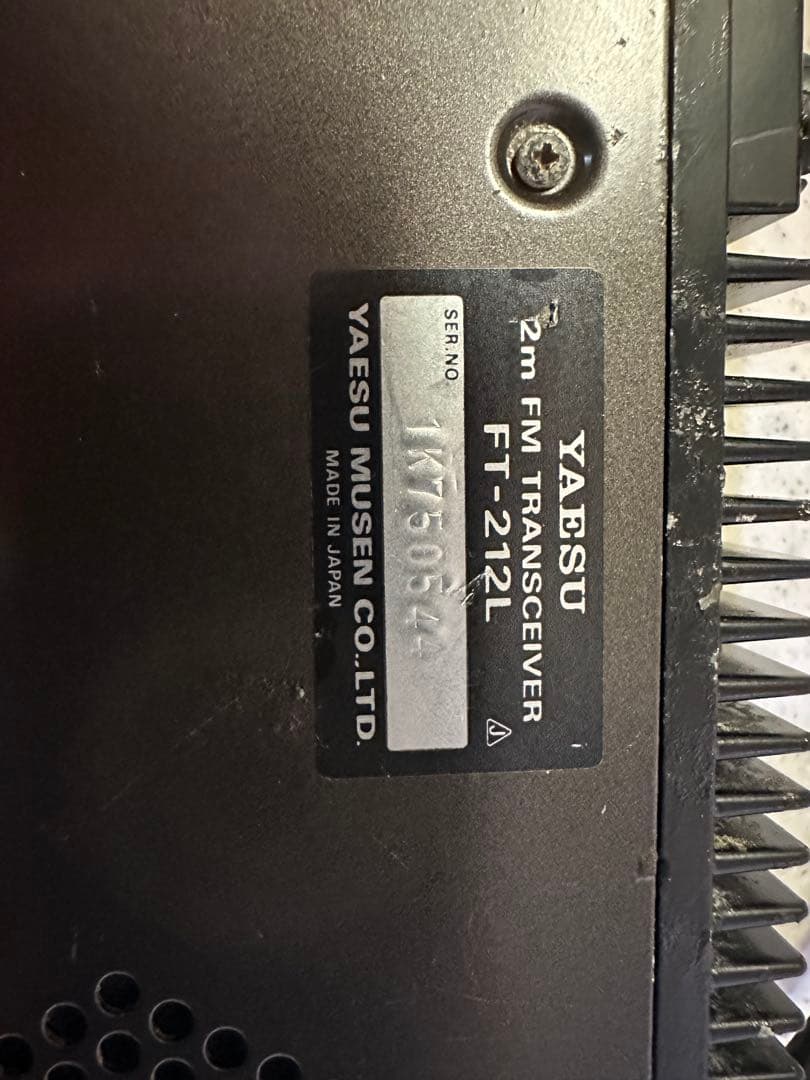 YAESU
2m FM TRANSCEIVER
FT-212L
J
SER.NO
1K750544
YAESU MUSEN CO.,LTD.
MADE IN JAPAN